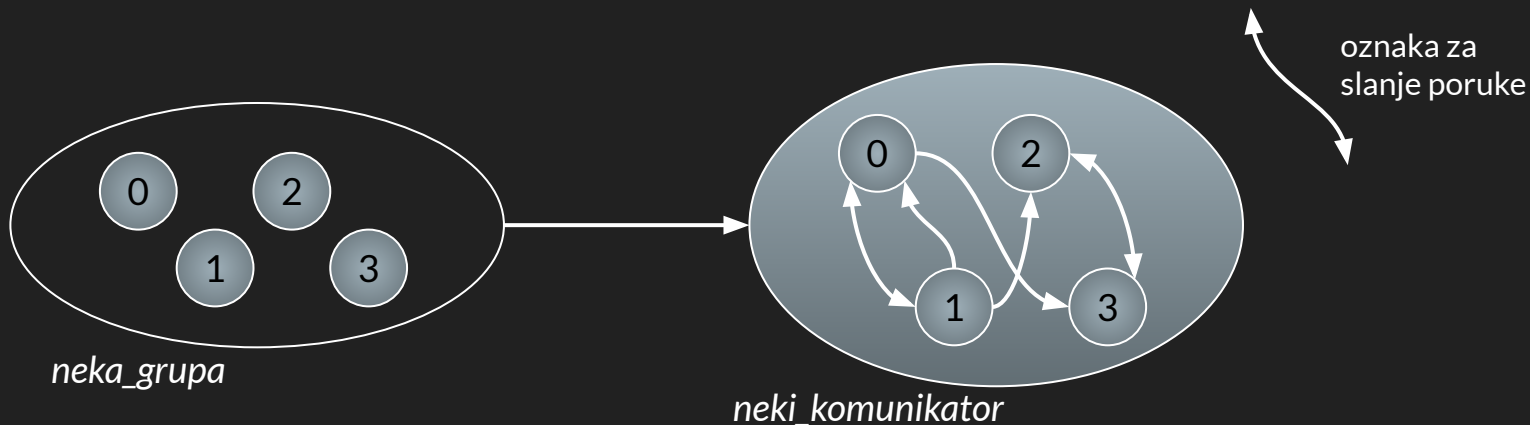 oznaka za
slanje poruke
0
2
1
3
neka_grupa
0
2
1
3
neki_komunikator